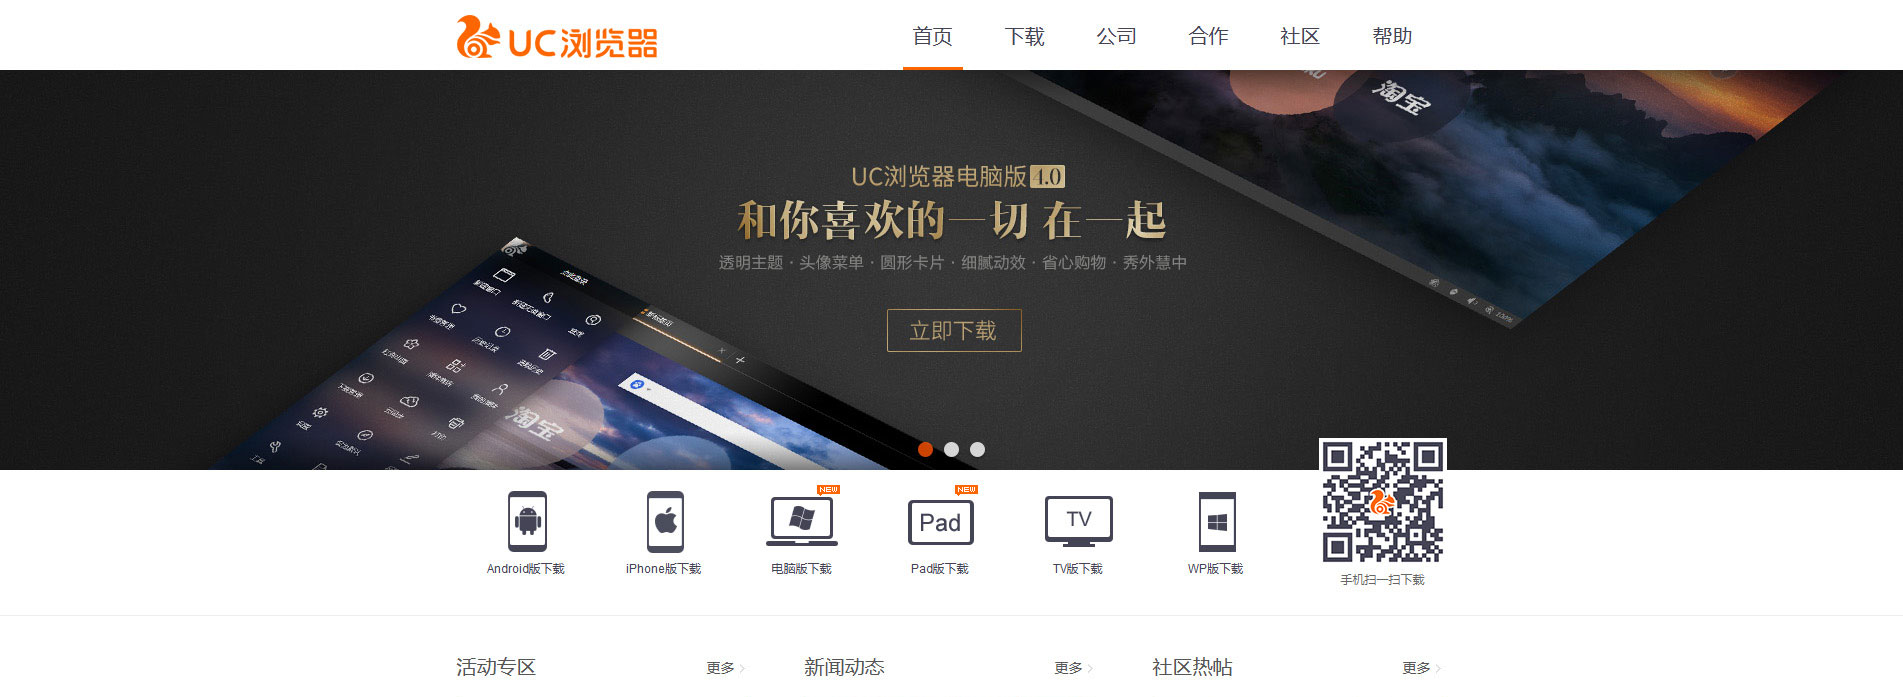 UC浏览器
首页 下载 公司 合作 社区 帮助
淘宝
UC浏览器电脑版4.0
和你喜欢的一切 在一起
透明主题 · 头像菜单 · 圆形卡片 · 细腻动效 · 省心购物 · 秀外慧中
立即下载
100%
淘宝
NEW NEW
Pad TV
Android版下载 iPhone版下载 电脑版下载 Pad版下载 TV版下载 WP版下载
手机扫一扫下载
活动专区 更多 新闻动态 更多 社区热帖 更多